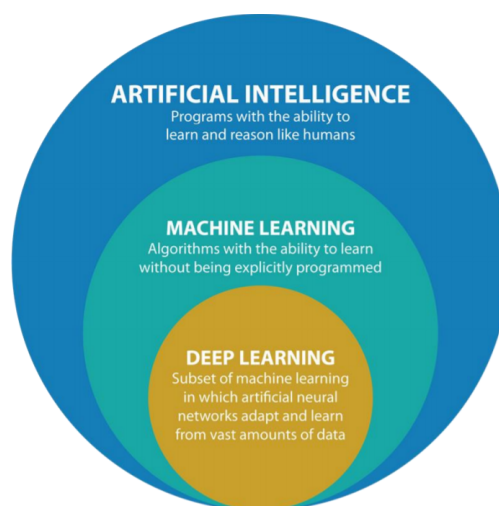 ARTIFICIAL INTELLIGENCE
Programs with the ability to
learn and reason like humans
MACHINE LEARNING
Algorithms with the ability to learn
without being explicitly programmed
DEEP LEARNING
Subset of machine learning
in which artificial neural
networks adapt and learn
from vast amounts of data